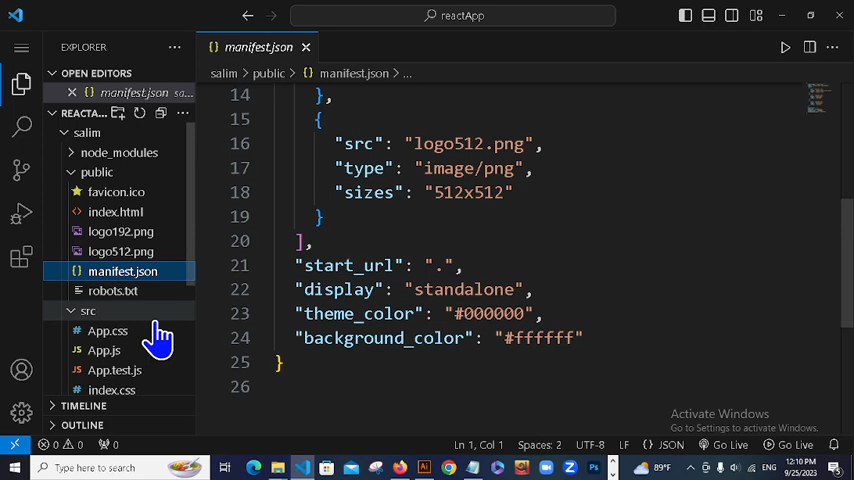 reactApp
EXPLORER
manifest.json
OPEN EDITORS
manifest.json sa...
salim public manifest.json ...
REACTA...
salim
node_modules
public
favicon.ico
index.html
logo192.png
logo512.png
manifest.json
robots.txt
src
App.css
App.js
App.test.js
index.css
TIMELINE
OUTLINE
14 },
15 {
16 "src": "logo512.png",
17 "type": "image/png",
18 "sizes": "512x512"
19 }
20 ],
21 "start_url": ".",
22 "display": "standalone",
23 "theme_color": "#000000",
24 "background_color": "#ffffff"
25 }
26
Activate Windows
Go to Settings to activate Windows.
0 0 0 Ln 1, Col 1 Spaces: 2 UTF-8 LF {} JSON Go Live Go Live
Type here to search
89°F ENG 12:10 PM
9/25/2023